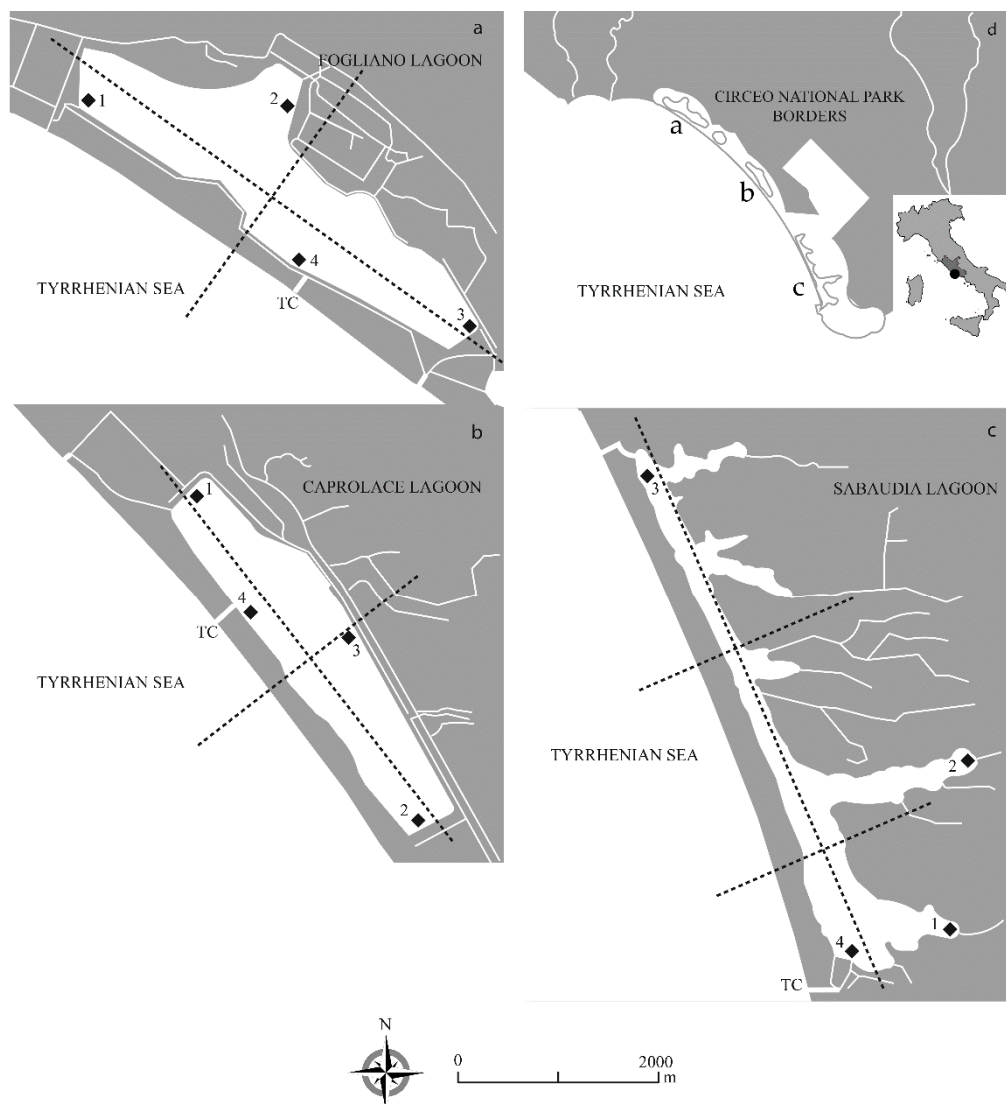 a
FOGLIANO LAGOON
1
2
4
TYRRHENIAN SEA
TC
3
d
CIRCEO NATIONAL PARK
BORDERS
a
b
TYRRHENIAN SEA
c
b
1
CAPROLACE LAGOON
4
TC
3
TYRRHENIAN SEA
2
c
3
SABAUDIA LAGOON
TYRRHENIAN SEA
2
1
4
TC
N
0
2000
m